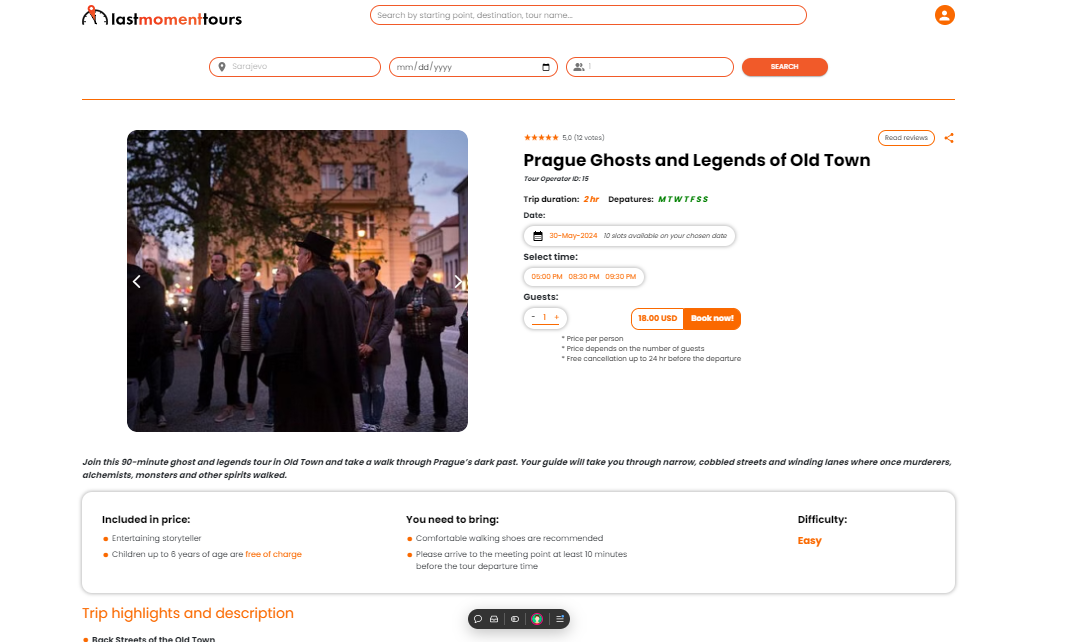 lastmomenttours
Search by starting point, destination, tour name...
Sarajevo
mm/dd/yyyy
1
SEARCH
5,0 (12 votes)
Read reviews
Prague Ghosts and Legends of Old Town
Tour Operator ID: 15
Trip duration: 2 hr Depatures: M T W T F S S
Date:
30-May-2024 10 slots available on your chosen date
Select time:
05:00 PM 08:30 PM 09:30 PM
Guests:
- 1 +
18.00 USD Book now!
* Price per person
* Price depends on the number of guests
* Free cancellation up to 24 hr before the departure
Join this 90-minute ghost and legends tour in Old Town and take a walk through Prague's dark past. Your guide will take you through narrow, cobbled streets and winding lanes where once murderers,
alchemists, monsters and other spirits walked.
Included in price:
Entertaining storyteller
Children up to 6 years of age are free of charge
You need to bring:
Comfortable walking shoes are recommended
Please arrive to the meeting point at least 10 minutes
before the tour departure time
Difficulty:
Easy
Trip highlights and description
Back Streets of the Old Town